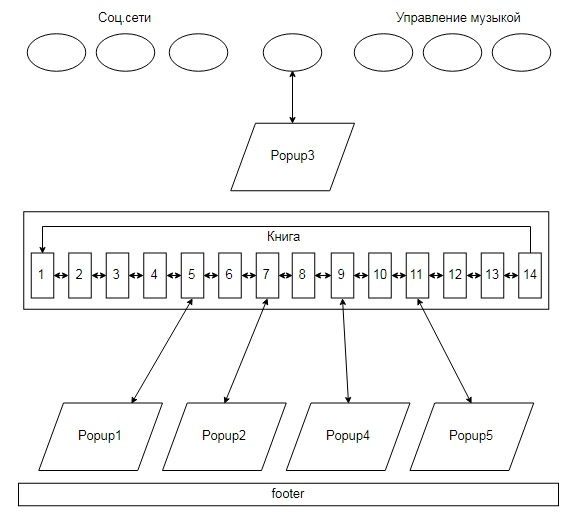 Соц.сети
Управление музыкой
Popup3
Книга
1 2 3 4 5 6 7 8 9 10 11 12 13 14
Popup1 Popup2 Popup4 Popup5
footer